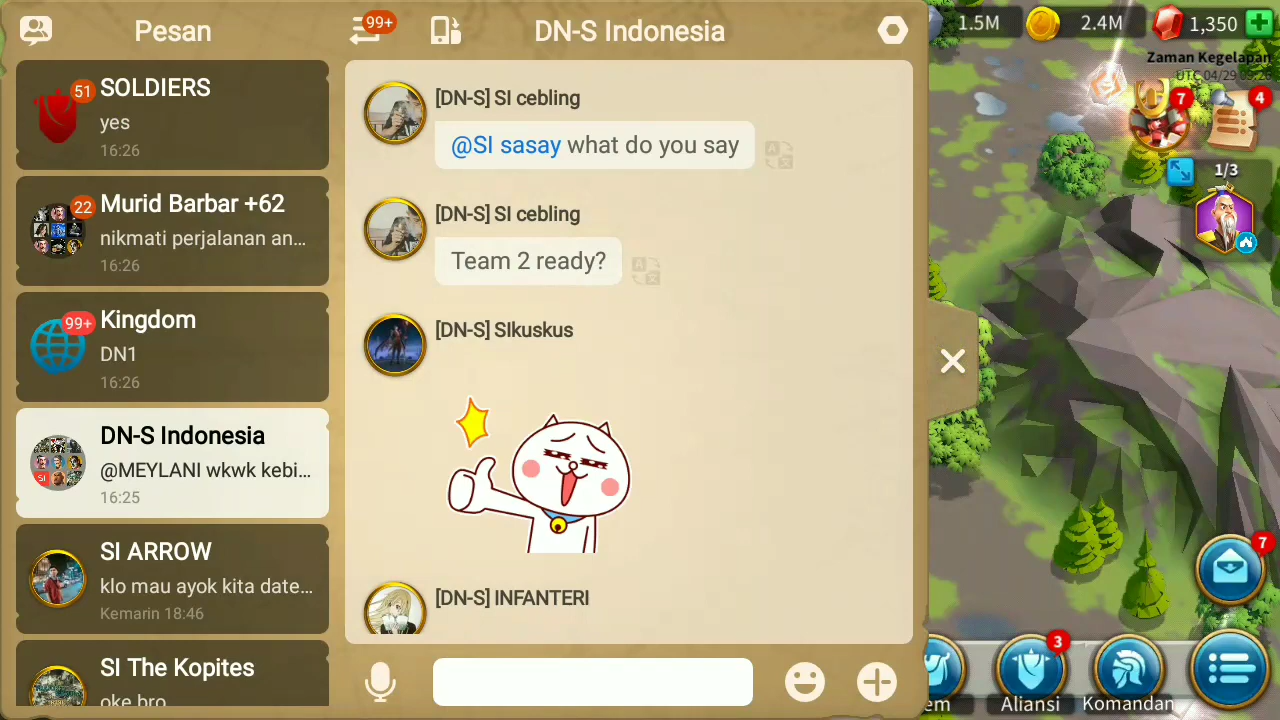 Pesan
51
SOLDIERS
yes
16:26
22
Murid Barbar +62
nikmati perjalanan an...
16:26
99+
Kingdom
DN1
16:26
DN-S Indonesia
@MEYLANI wkwk kebi...
16:25
SI ARROW
klo mau ayok kita date...
Kemarin 18:46
SI The Kopites
oke bro
99+
DN-S Indonesia
[DN-S] SI cebling
@SI sasay what do you say
[DN-S] SI cebling
Team 2 ready?
[DN-S] SIkuskus
[DN-S] INFANTERI
1.5M
2.4M
1,350
Zaman Kegelapan
7
4
1/3
7
3
em
Aliansi
Komandan